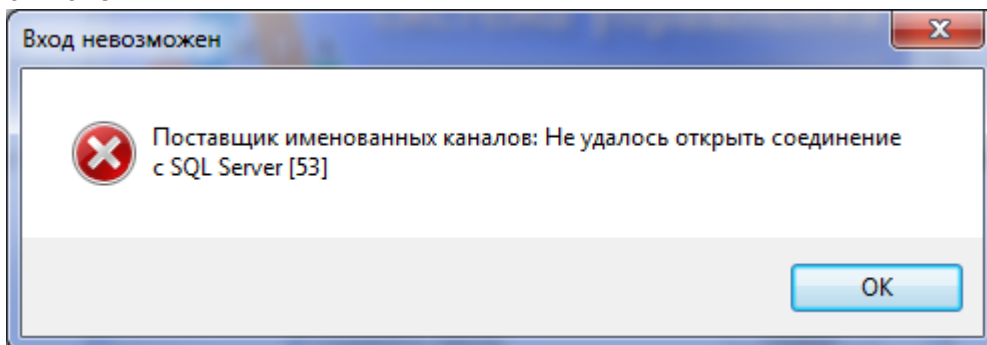 Вход невозможен
Поставщик именованных каналов: Не удалось открыть соединение
с SQL Server [53]
OK